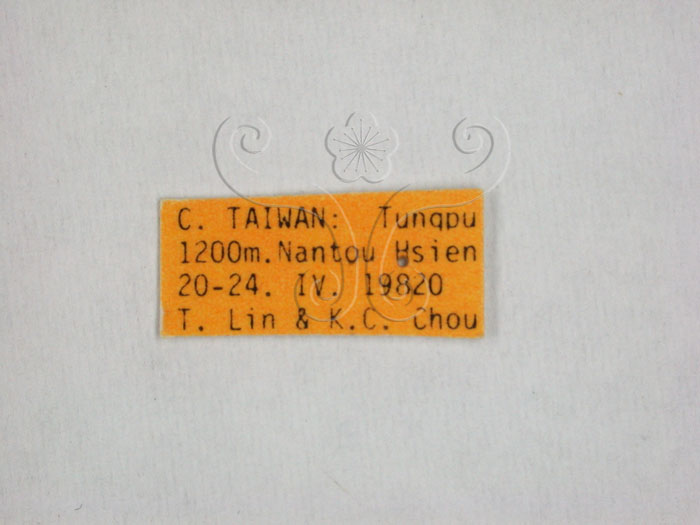 C. TAIWAN: Tungpu
1200m.Nantou Hsien
20-24. IV. 19820
T. Lin & K.C. Chou